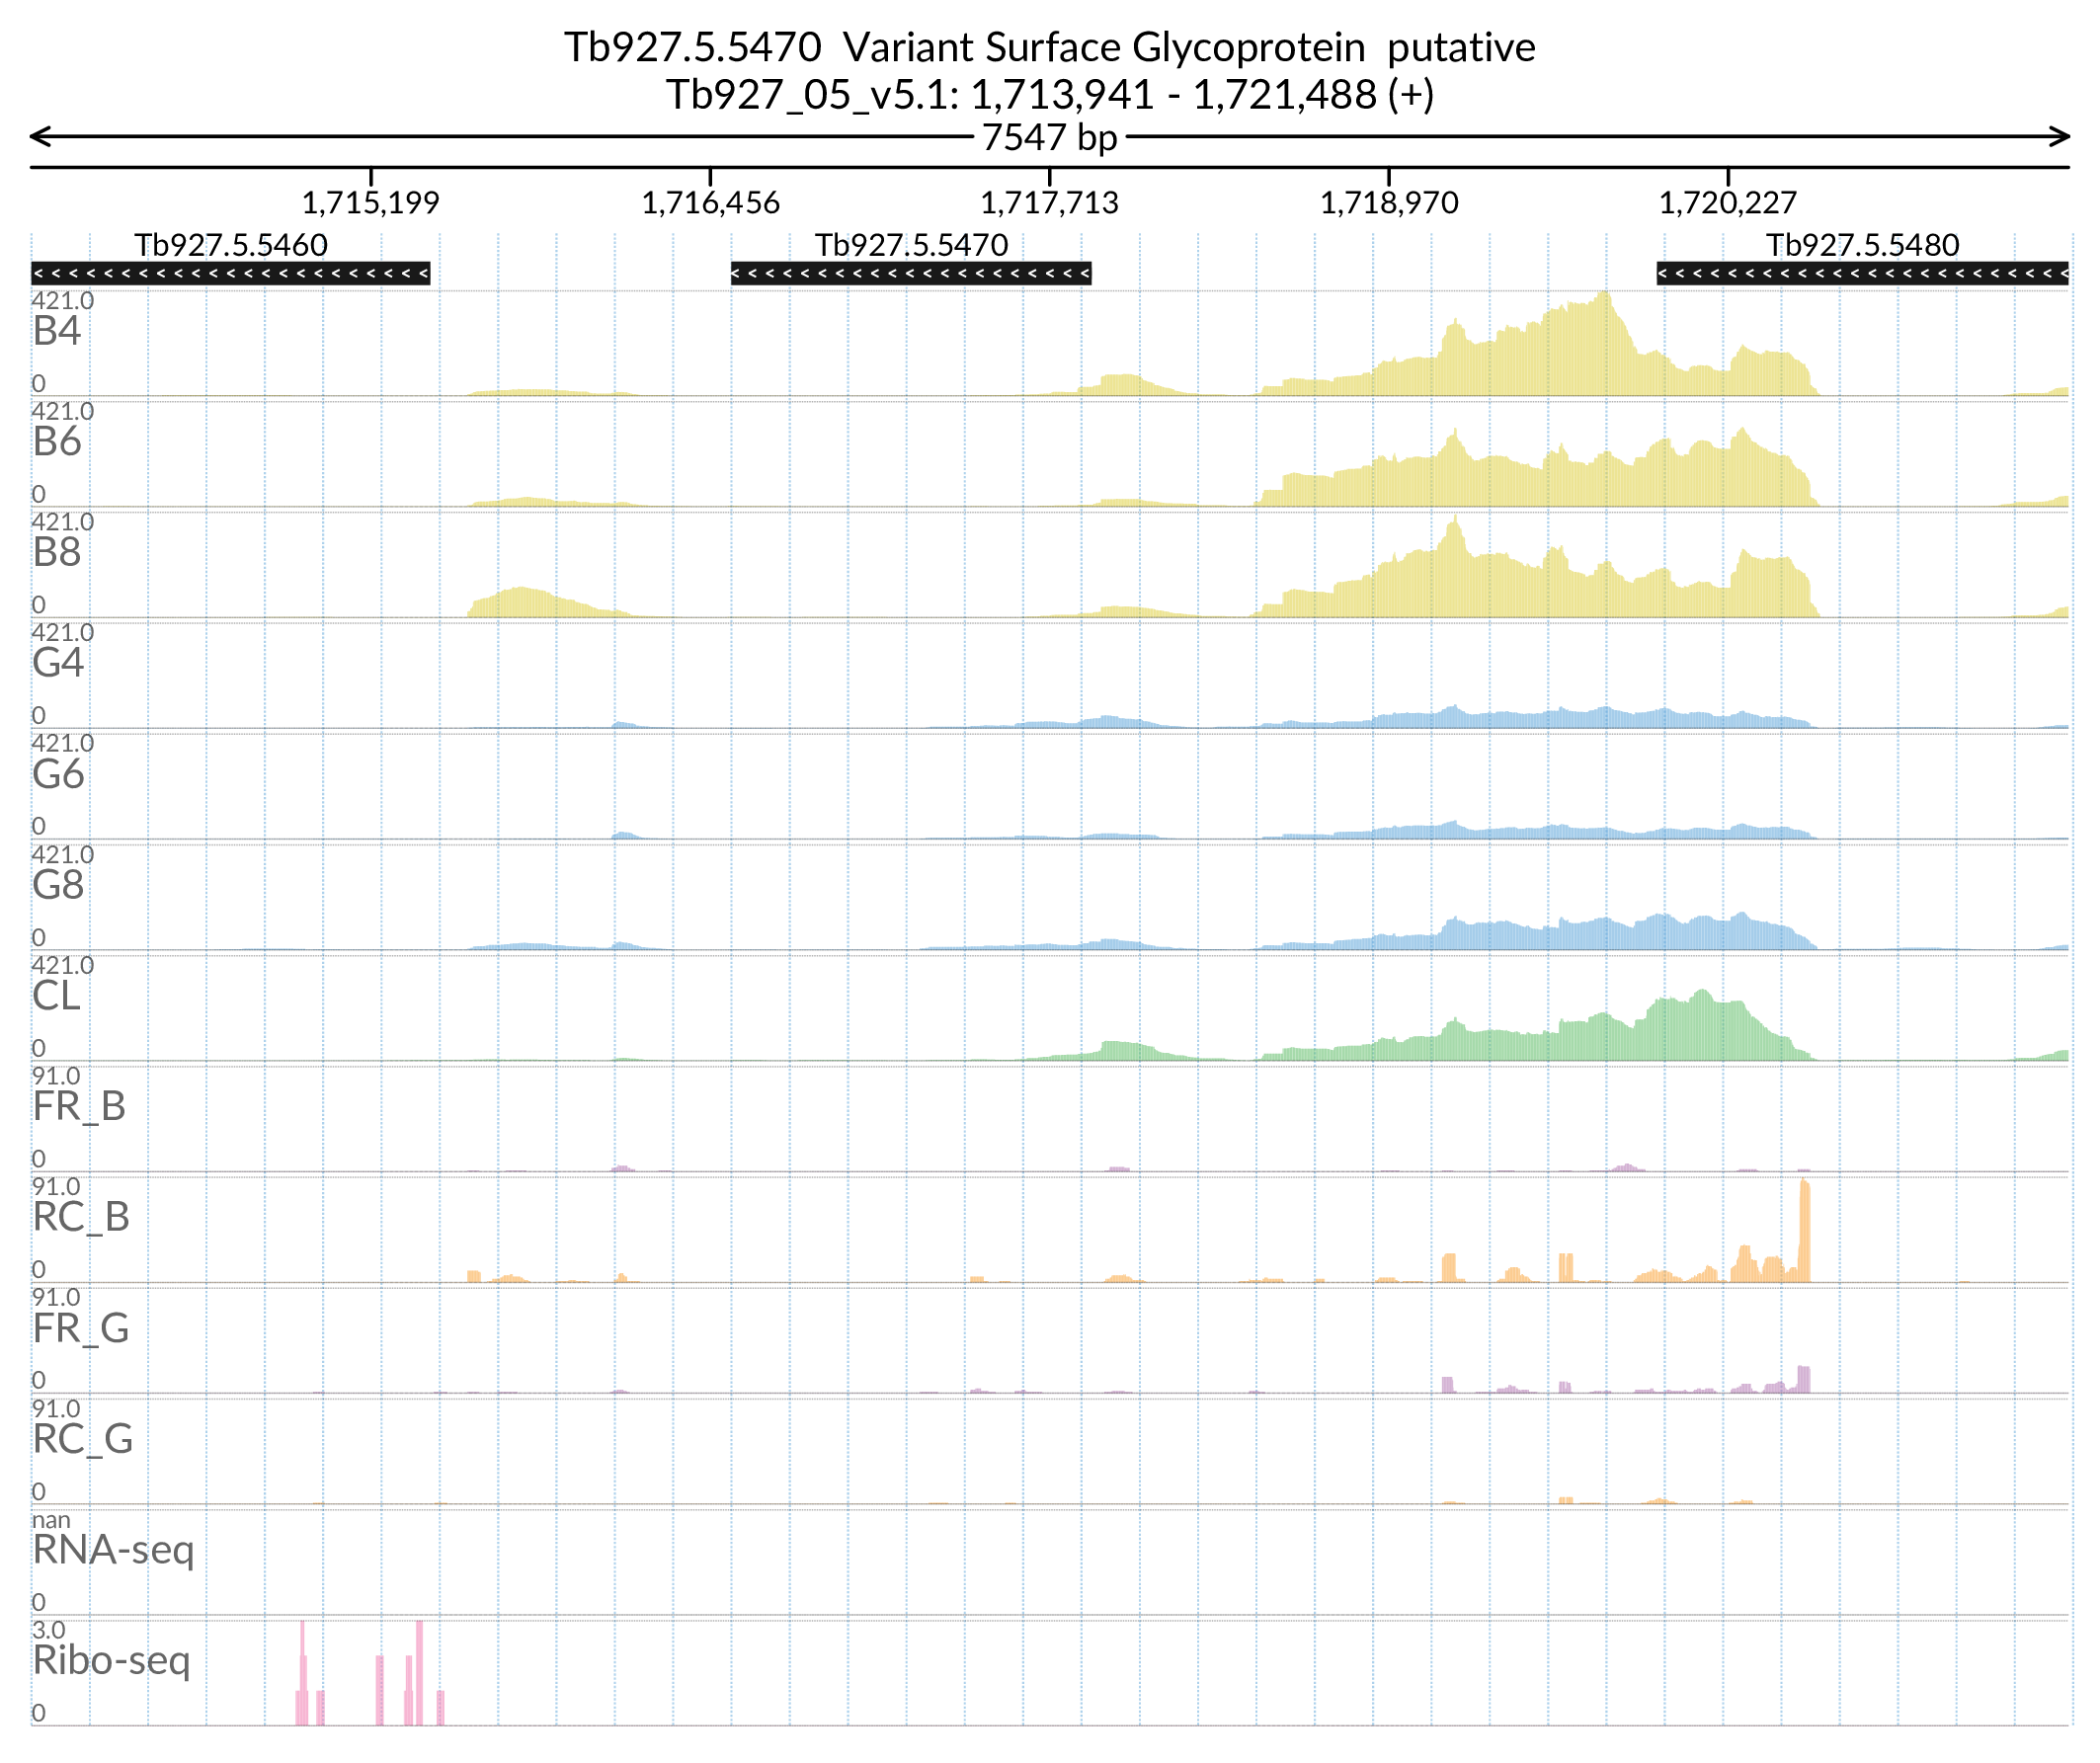 Tb927.5.5470  Variant Surface Glycoprotein  putative
Tb927_05_v5.1: 1,713,941 - 1,721,488 (+)
7547 bp
1,715,199 1,716,456 1,717,713 1,718,970 1,720,227
Tb927.5.5460 Tb927.5.5470 Tb927.5.5480
421.0
B4
0
421.0
B6
0
421.0
B8
0
421.0
G4
0
421.0
G6
0
421.0
G8
0
421.0
CL
0
91.0
FR_B
0
91.0
RC_B
0
91.0
FR_G
0
91.0
RC_G
0
nan
RNA-seq
0
3.0
Ribo-seq
0